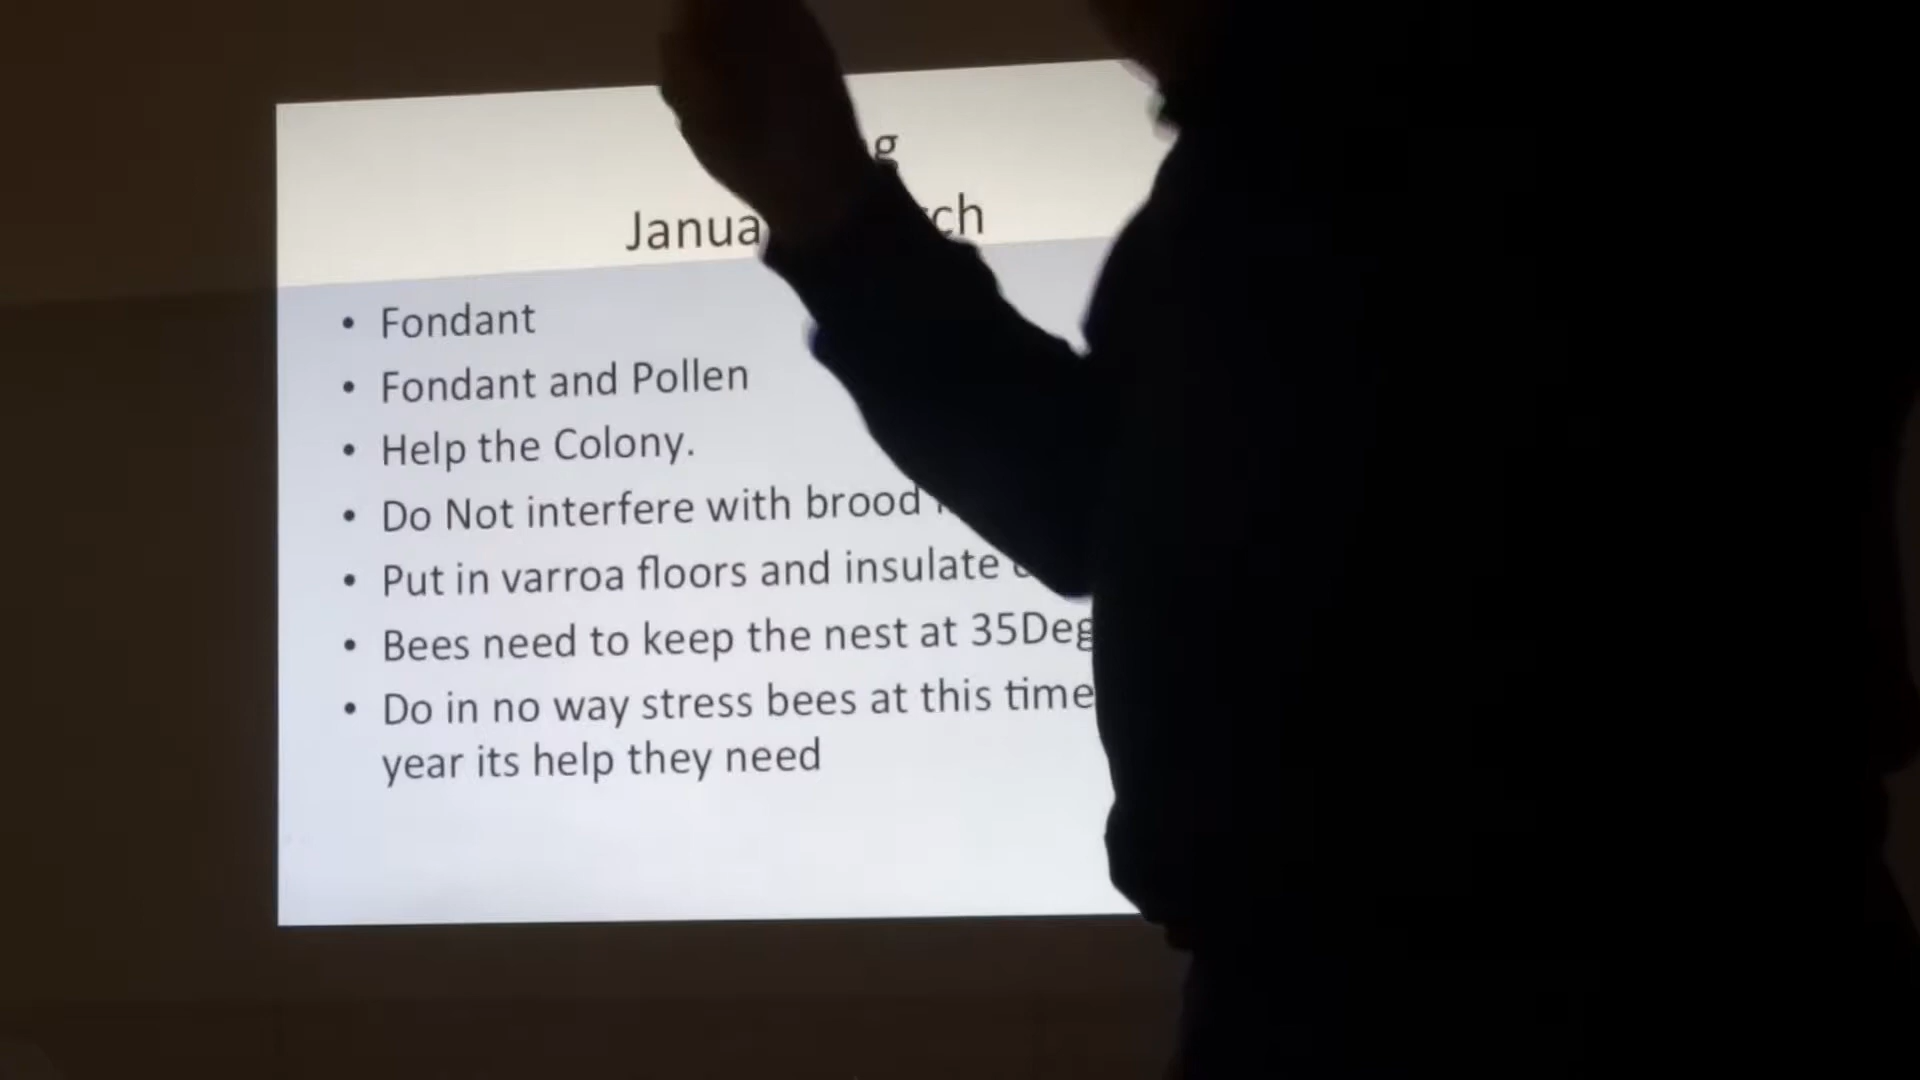 • Fondant
• Fondant and Pollen
• Help the Colony.
• Do Not interfere with brood
• Put in varroa floors and insulate
• Bees need to keep the nest at 35Deg
• Do in no way stress bees at this time
year its help they need